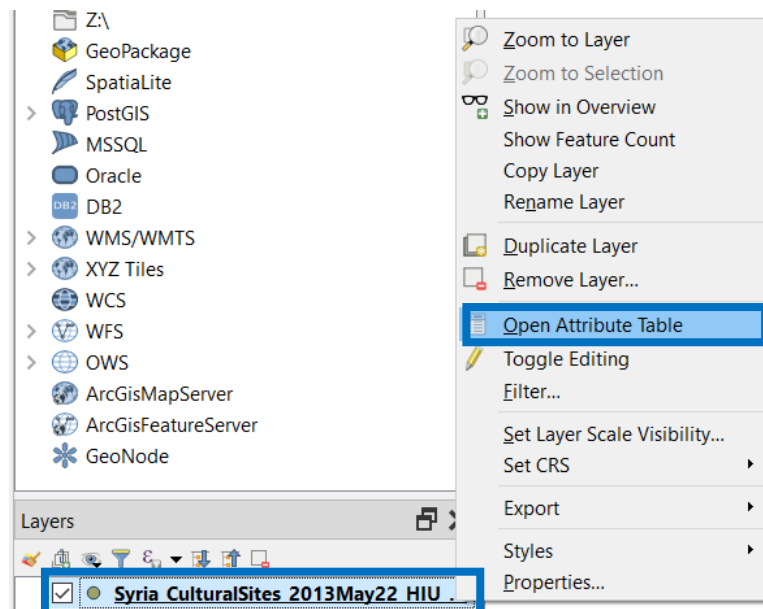 Z:\
GeoPackage
SpatiaLite
PostGIS
MSSQL
Oracle
DB2 DB2
WMS/WMTS
XYZ Tiles
WCS
WFS
OWS
ArcGisMapServer
ArcGisFeatureServer
GeoNode
Layers
Syria_CulturalSites_2013May22_HIU_..
Zoom to Layer
Zoom to Selection
Show in Overview
Show Feature Count
Copy Layer
Rename Layer
Duplicate Layer
Remove Layer...
Open Attribute Table
Toggle Editing
Filter...
Set Layer Scale Visibility...
Set CRS
Export
Styles
Properties...